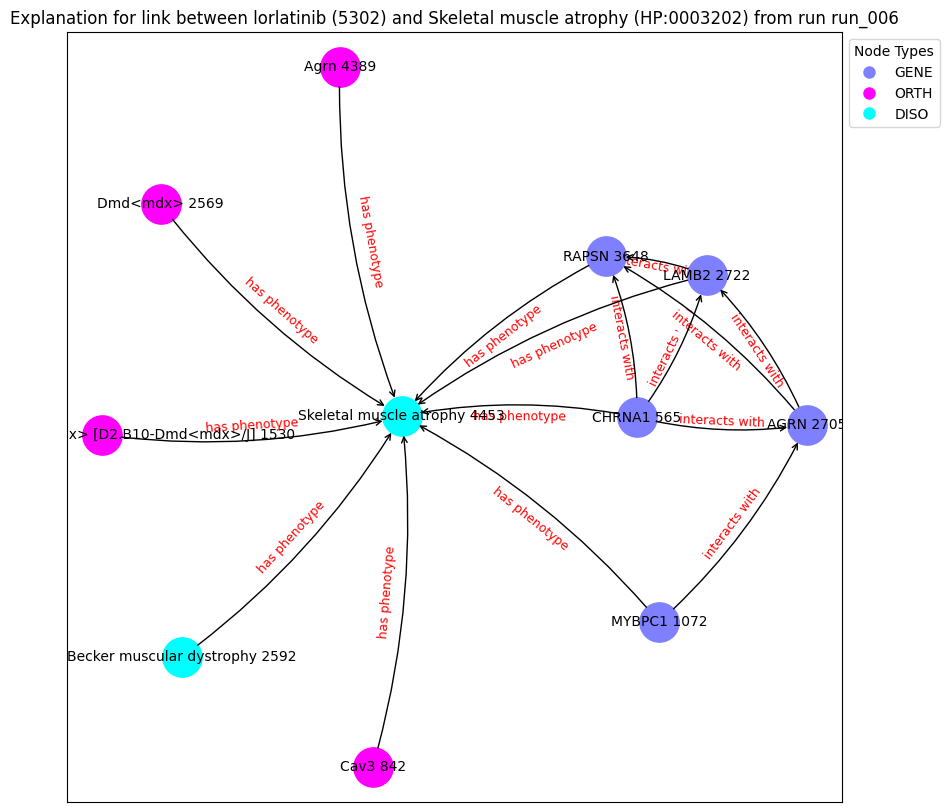 Explanation for link between lorlatinib (5302) and Skeletal muscle atrophy (HP:0003202) from run run_006
Node Types
GENE
ORTH
DISO
Agrn 4389
has phenotype
Dmd<mdx> 2569
has phenotype
RAPSN 3648
interacts wi
LAMB2 2722
has phenotype
has phenotype
interacts with
interacts
interacts with
interacts with
Skeletal muscle atrophy 4453
has phenotype
CHRNA1 565
interacts with
AGRN 2705
x> [D2.B10-Dmd<mdx>/J] 1530
has phenotype
has phenotype
has phenotype
has phenotype
interacts with
MYBPC1 1072
Becker muscular dystrophy 2592
Cav3 842